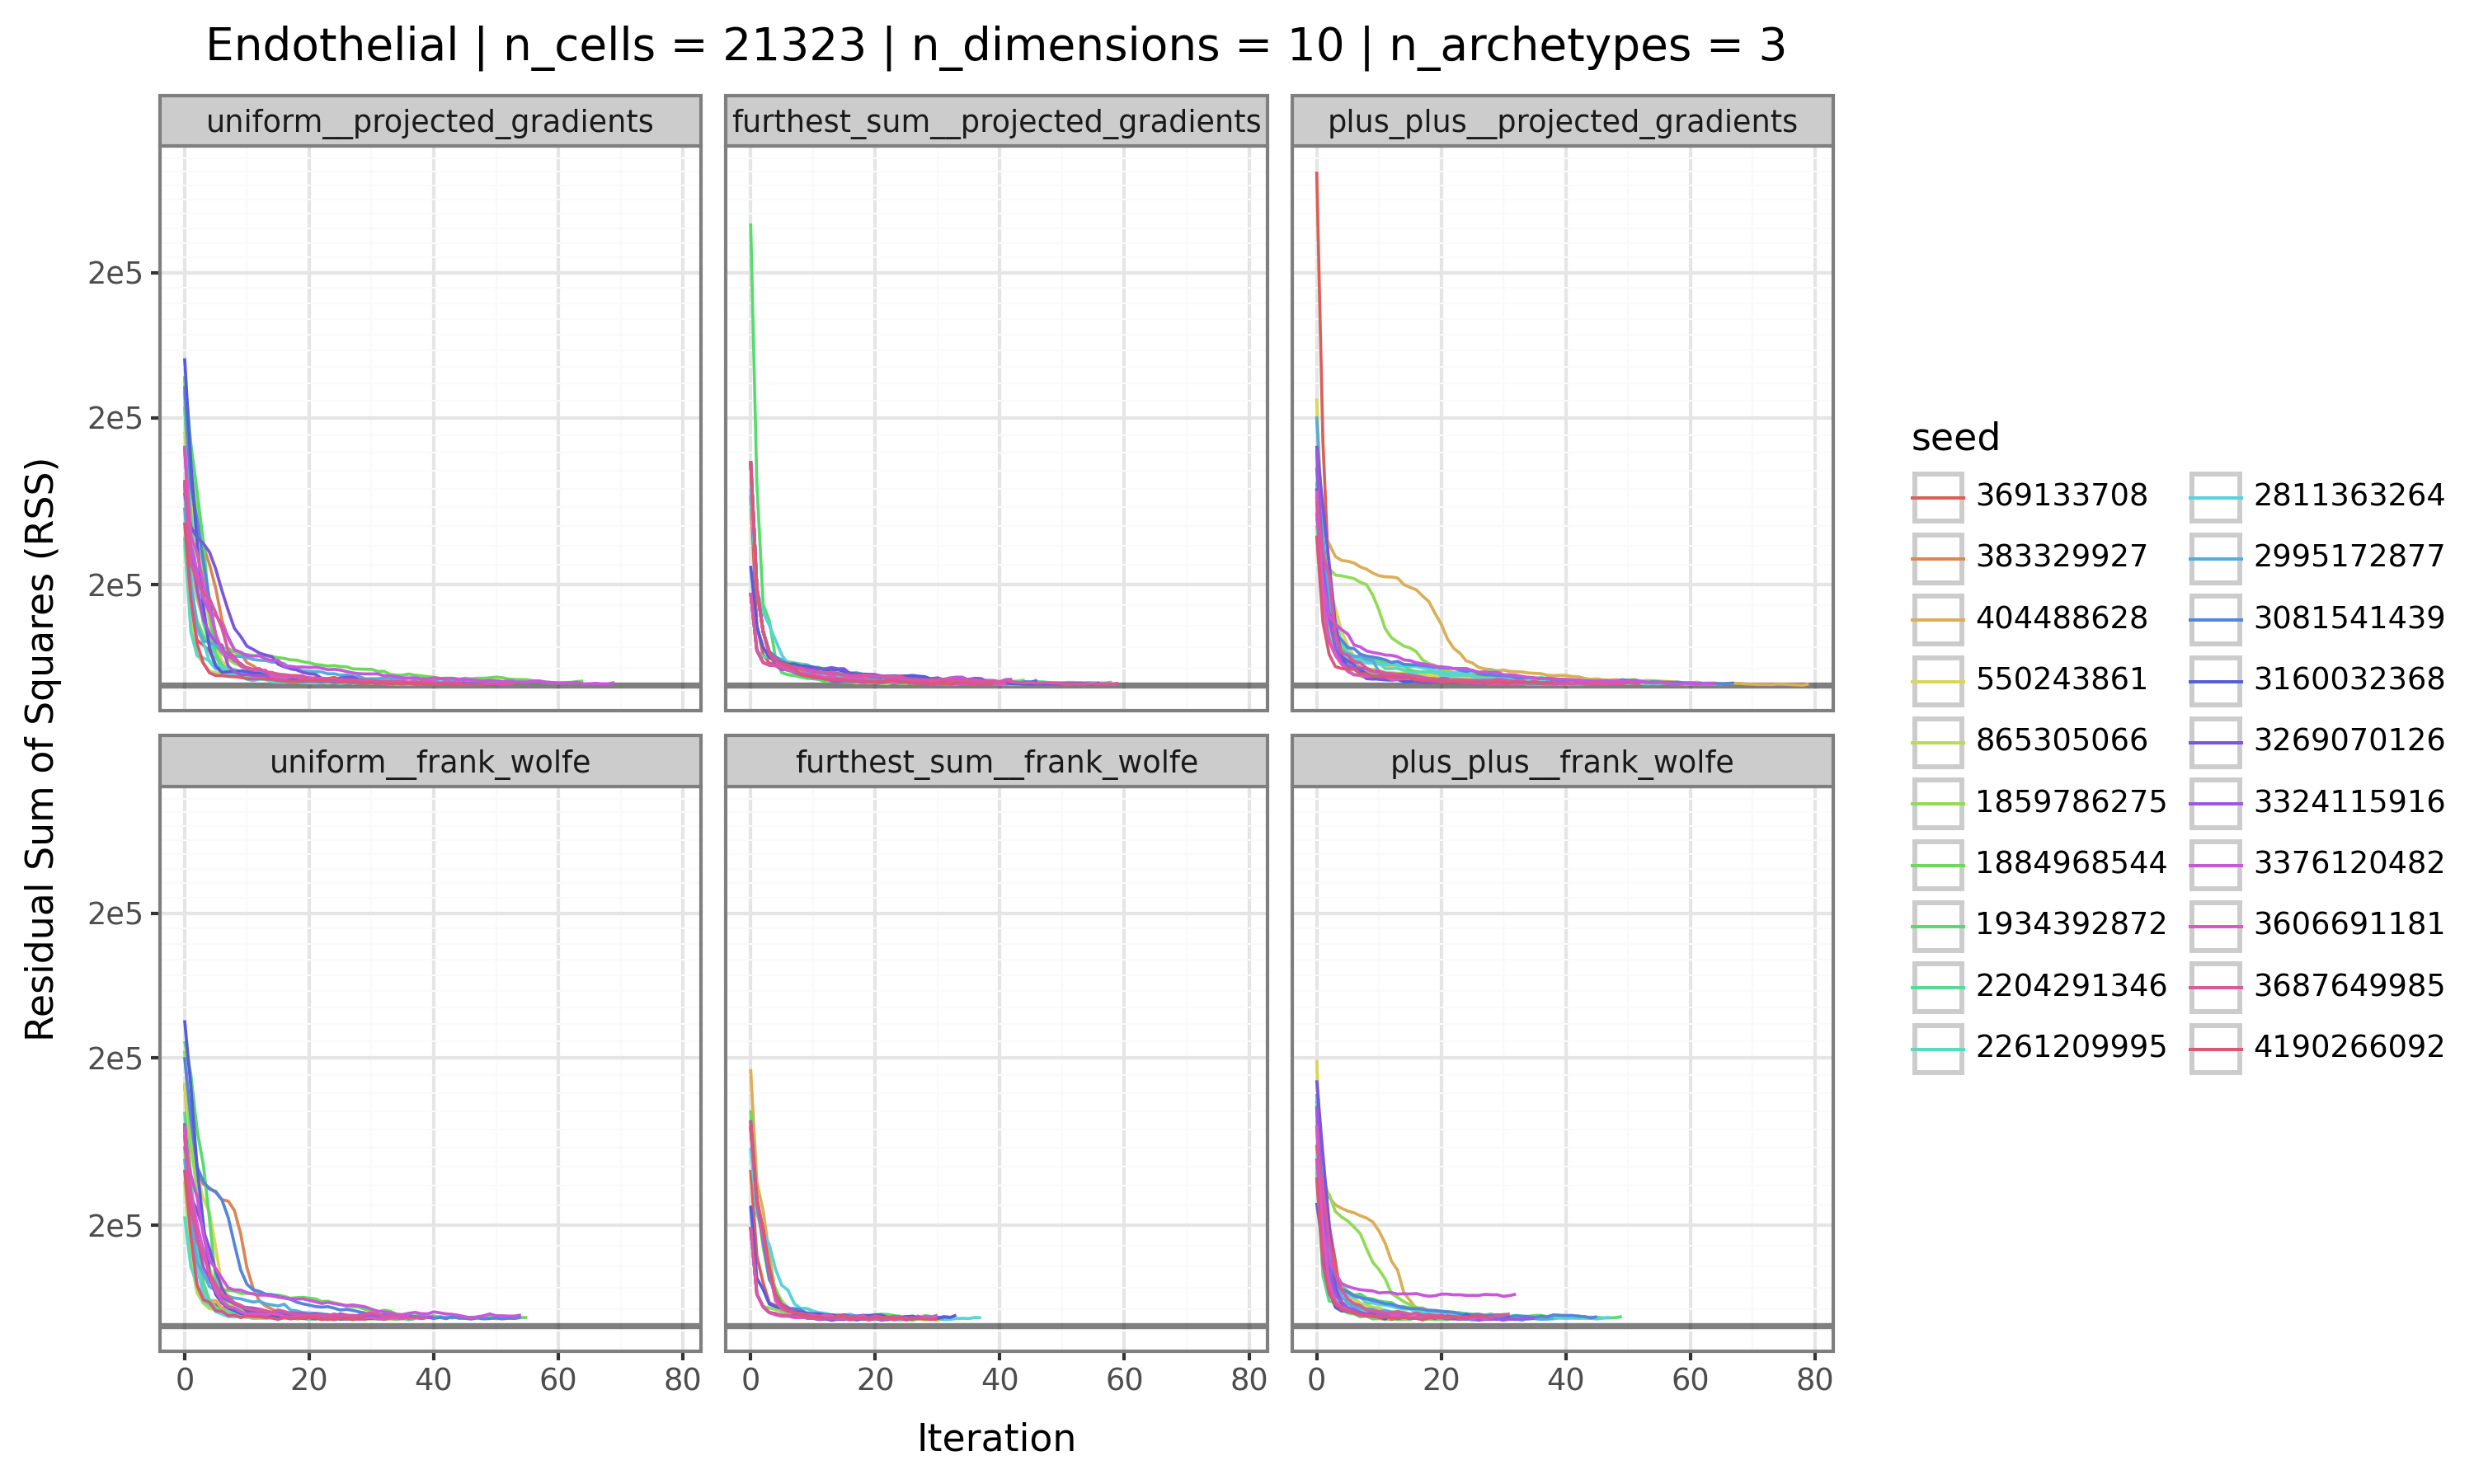 Endothelial | n_cells = 21323 | n_dimensions = 10 | n_archetypes = 3
uniform__projected_gradients
furthest_sum__projected_gradients
plus_plus__projected_gradients
2e5
2e5
2e5
uniform__frank_wolfe
furthest_sum__frank_wolfe
plus_plus__frank_wolfe
2e5
2e5
2e5
0 20 40 60 80
0 20 40 60 80
0 20 40 60 80
Iteration
Residual Sum of Squares (RSS)
seed
369133708
383329927
404488628
550243861
865305066
1859786275
1884968544
1934392872
2204291346
2261209995
2811363264
2995172877
3081541439
3160032368
3269070126
3324115916
3376120482
3606691181
3687649985
4190266092